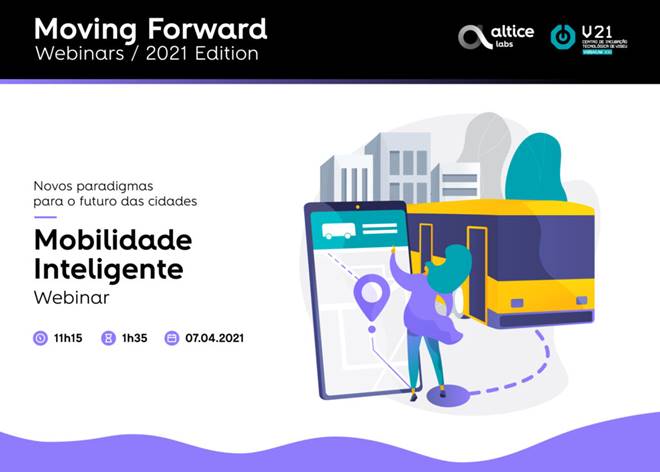 Moving Forward
Webinars / 2021 Edition
altice
labs
V21
CENTRO DE INCUBAÇÃO
TECNOLÓGICA DE VISEU
Novos paradigmas
para o futuro das cidades
Mobilidade
Inteligente
Webinar
11h15 1h35 07.04.2021